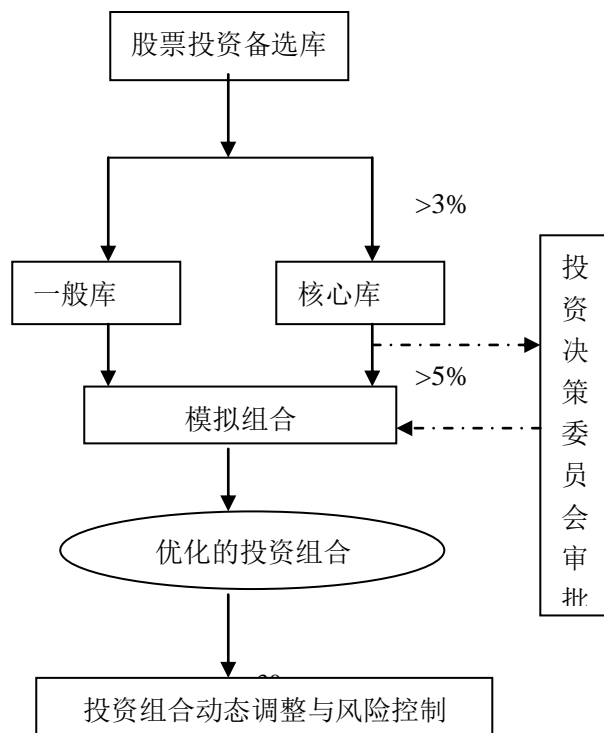 股票投资备选库
>3%
一般库
核心库
投
资
决
策
委
员
会
审
批
>5%
模拟组合
优化的投资组合
投资组合动态调整与风险控制